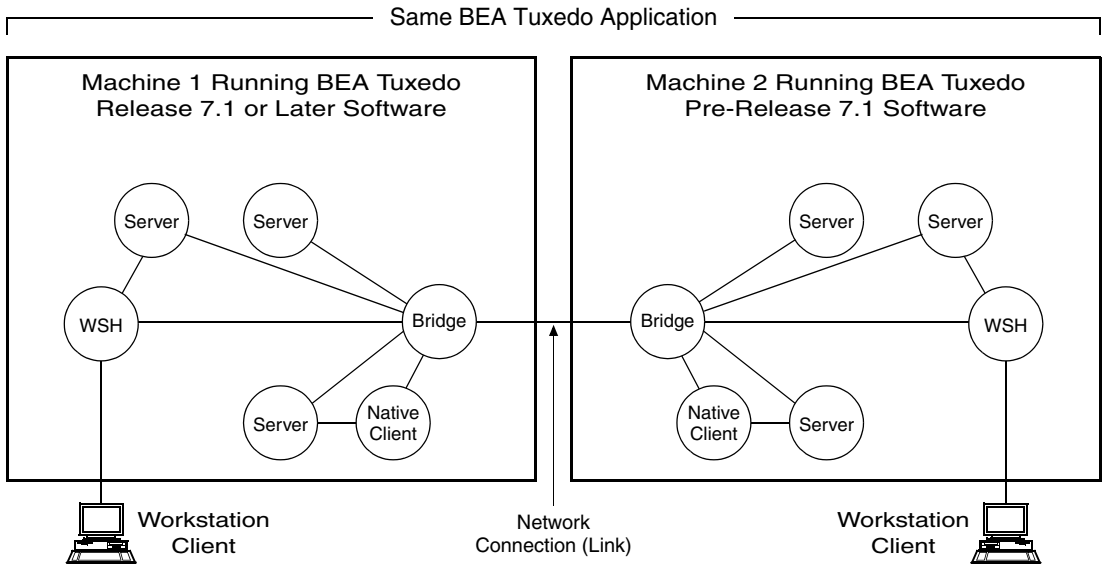 Same BEA Tuxedo Application
Machine 1 Running BEA Tuxedo
Release 7.1 or Later Software
Server
Server
WSH
Bridge
Server
Native
Client
Machine 2 Running BEA Tuxedo
Pre-Release 7.1 Software
Server
Server
Bridge
WSH
Native
Client
Server
Workstation
Client
Network
Connection (Link)
Workstation
Client